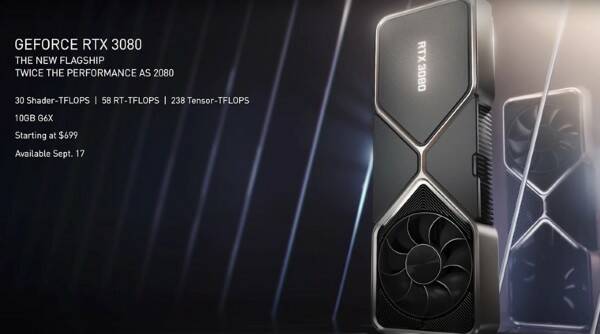 GEFORCE RTX 3080
THE NEW FLAGSHIP
TWICE THE PERFORMANCE AS 2080
30 Shader-TFLOPS | 58 RT-TFLOPS | 238 Tensor-TFLOPS
10GB G6X
Starting at $699
Available Sept. 17
RTX 3080